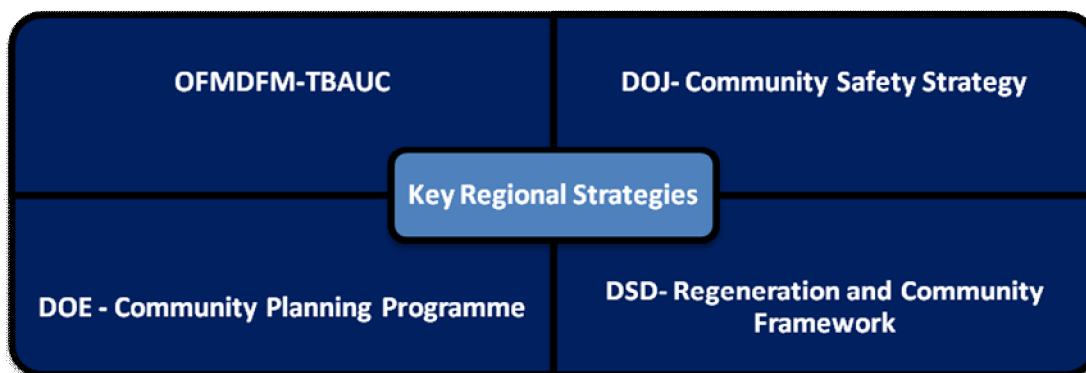 OFMDFM-TBAUC
DOJ- Community Safety Strategy
Key Regional Strategies
DOE - Community Planning Programme
DSD- Regeneration and Community
Framework